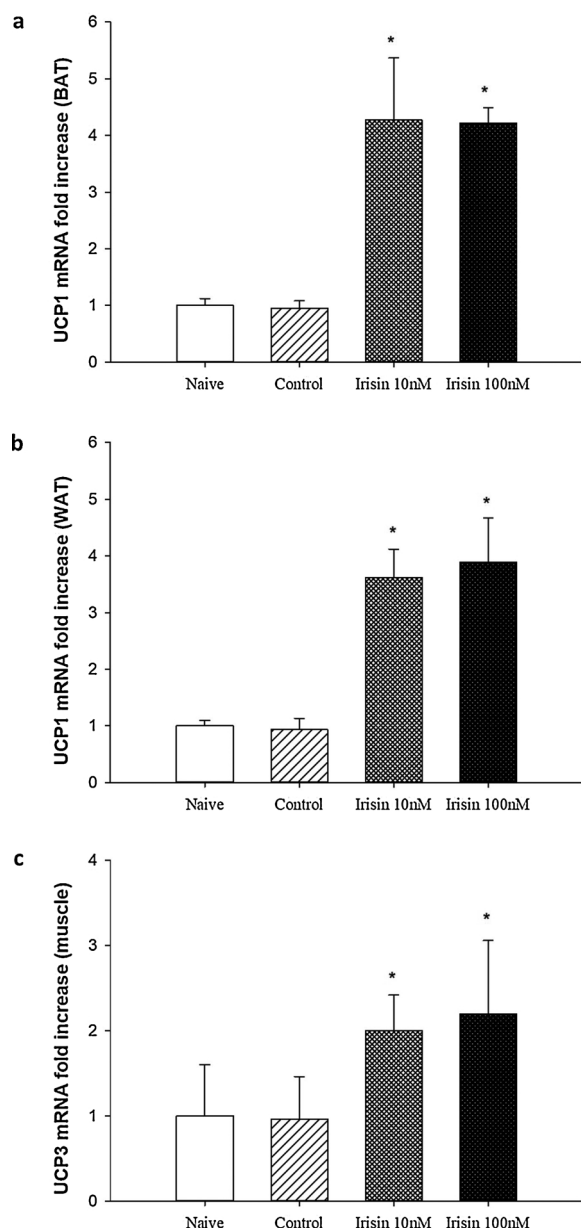 a
UCP1 mRNA fold increase (BAT)
6
5
4
3
2
1
0
*
*
Naive Control Irisin 10nM Irisin 100nM
b
UCP1 mRNA fold increase (WAT)
6
5
4
3
2
1
0
*
*
Naive Control Irisin 10nM Irisin 100nM
c
UCP3 mRNA fold increase (muscle)
4
3
2
1
0
*
*
Naive Control Irisin 10nM Irisin 100nM